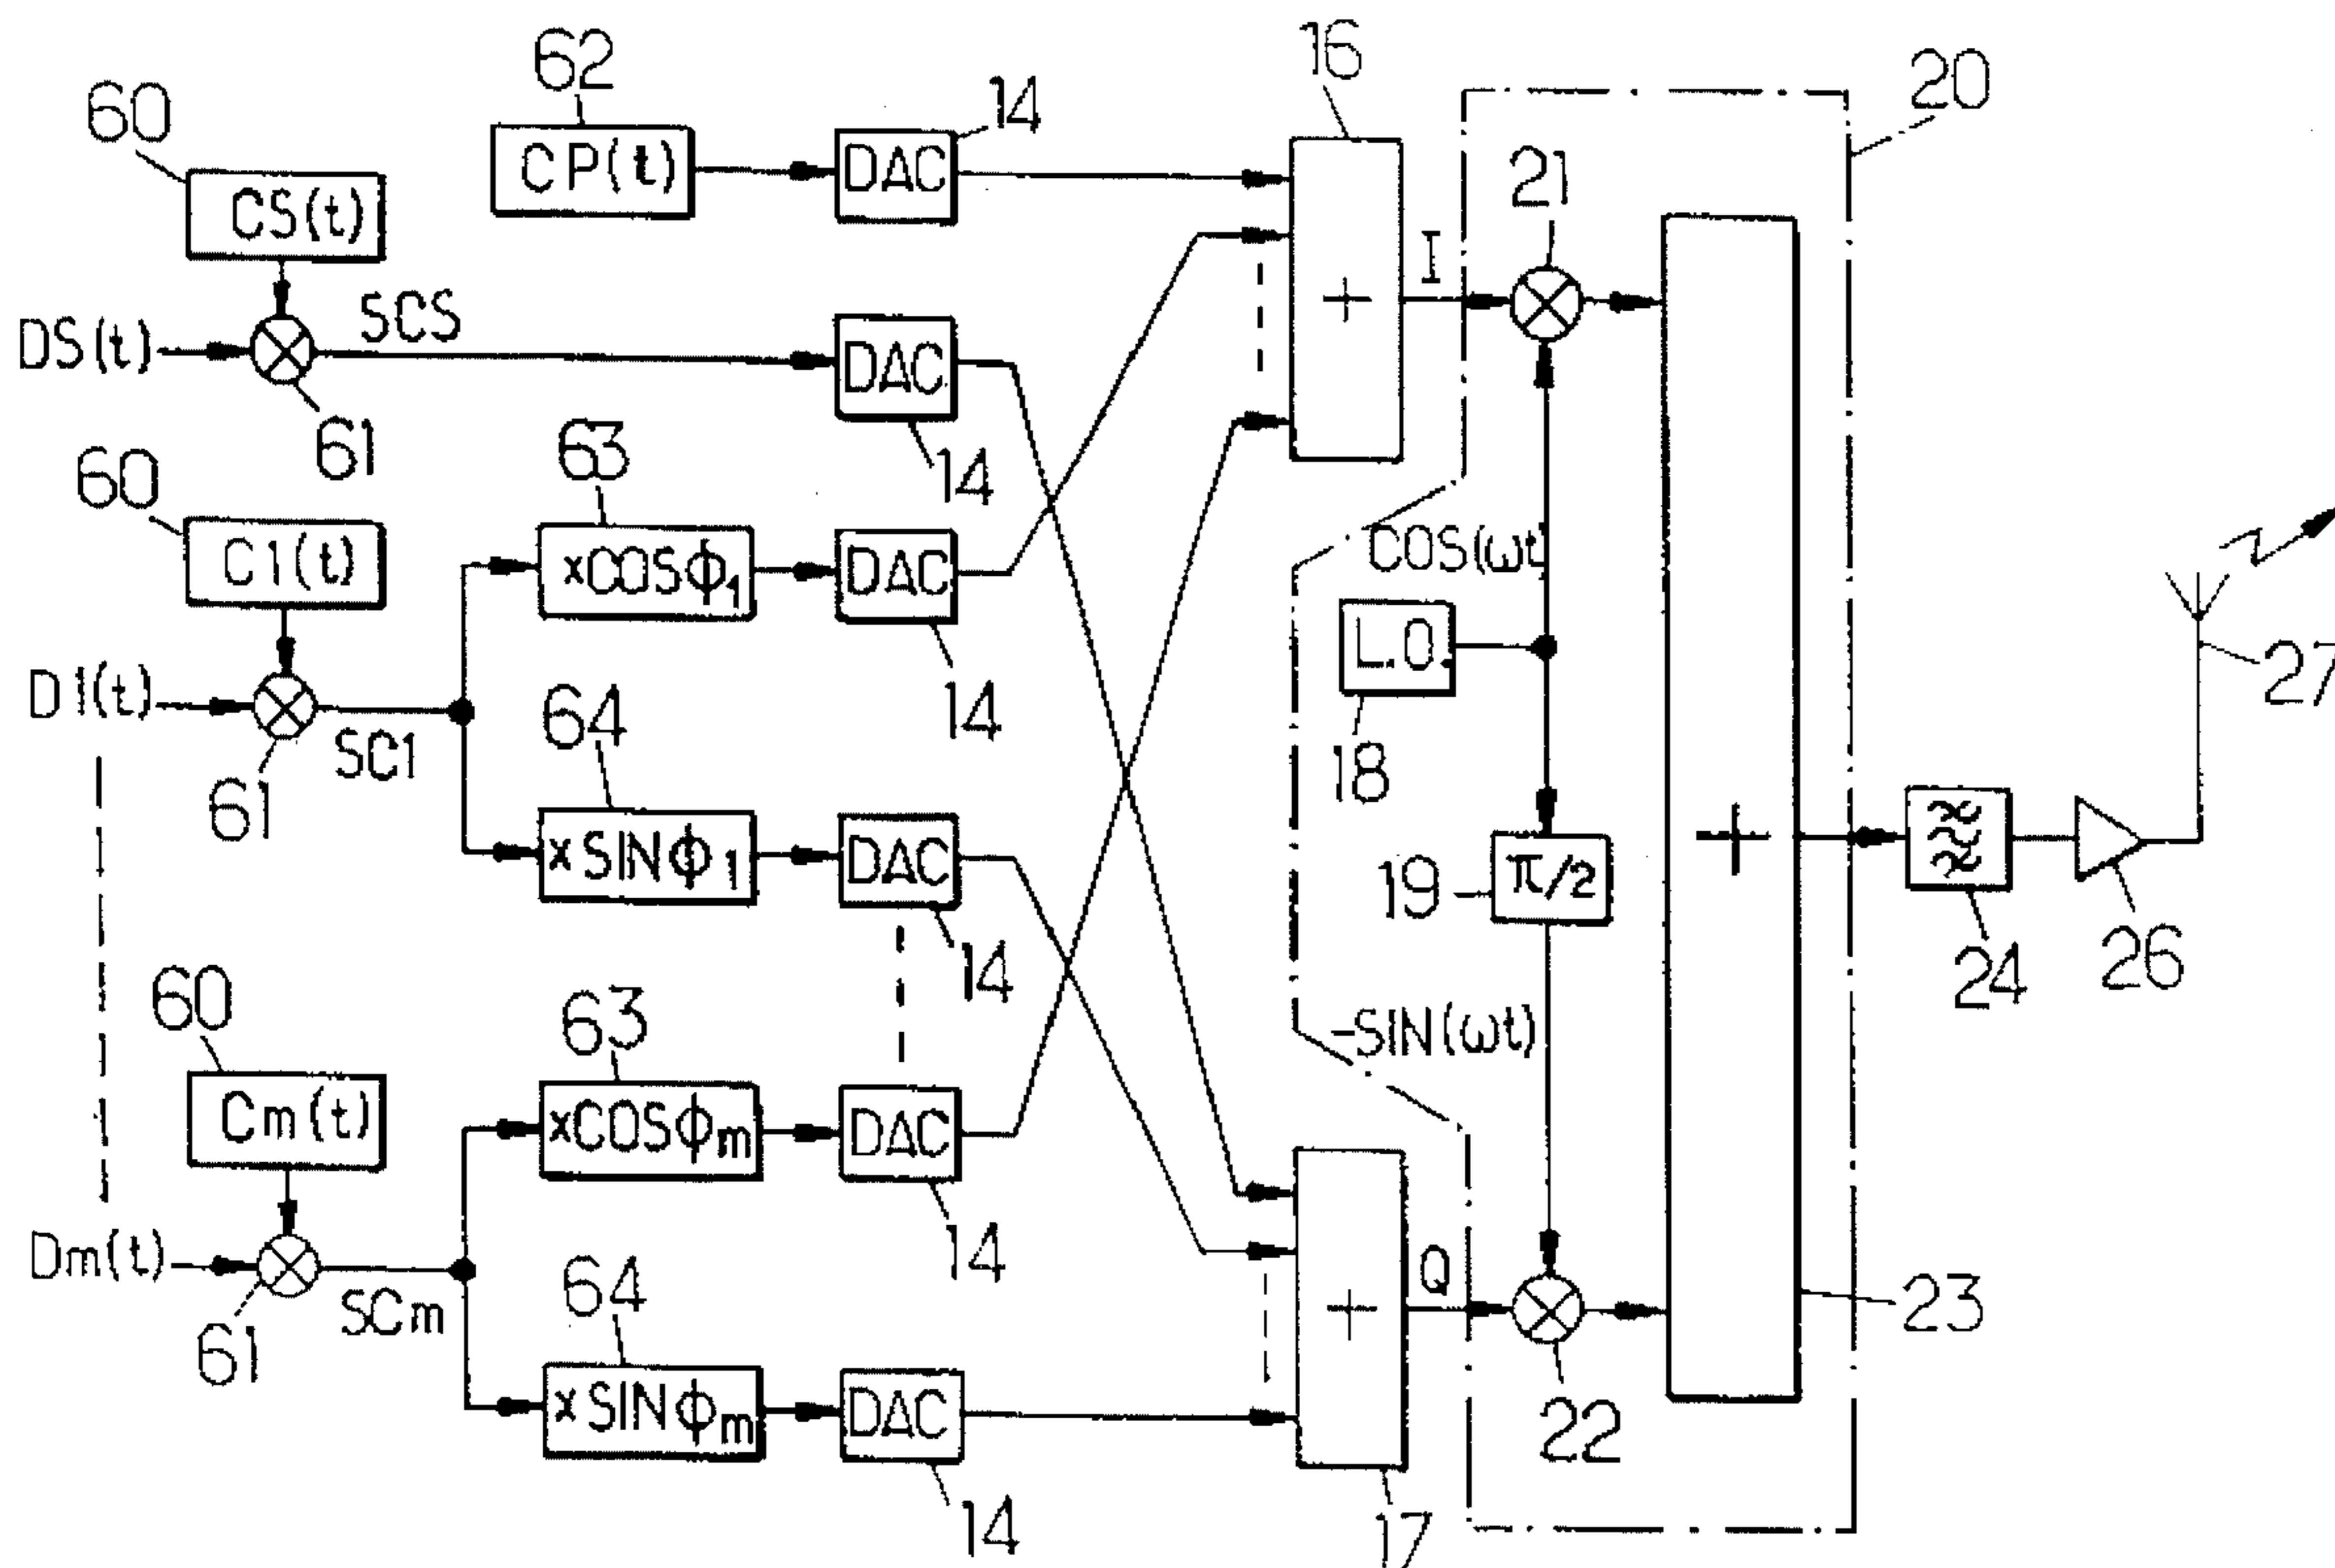 62
16
20
60
14
CP(t)
DAC
21
CS(t)
I
+
DS(t)
SCS
DAC
61
63
14
60
COS(ωt)
C1(t)
xCOSϕ1
DAC
L.O.
27
D1(t)
SC1
64
14
18
61
xSINϕ1
DAC
+
19
π/2
14
24
26
60
63
-SIN(ωt)
Cm(t)
xCOSϕm
DAC
14
Dm(t)
SCm
64
Q
+
23
61
xSINϕm
DAC
22
14
17